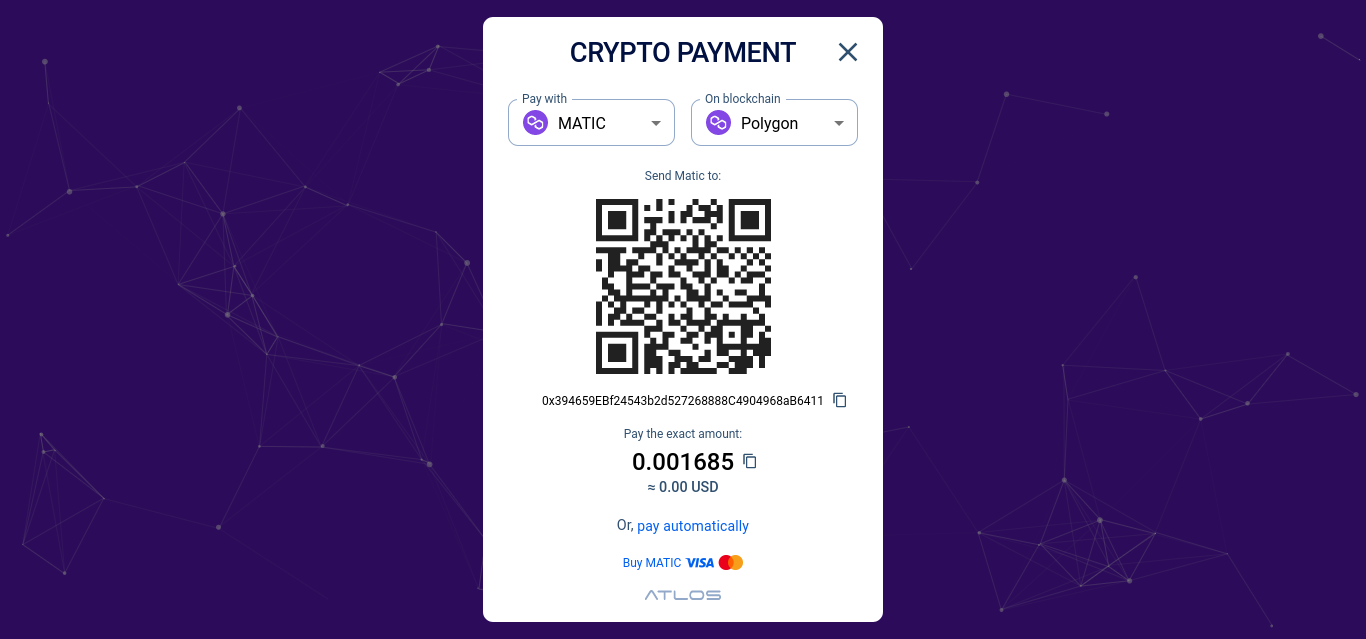 CRYPTO PAYMENT
Pay with
On blockchain
MATIC
Polygon
Send Matic to:
0x394659EBf24543b2d527268888C4904968aB6411
Pay the exact amount:
0.001685
≈ 0.00 USD
Or, pay automatically
Buy MATIC VISA
ATLOS